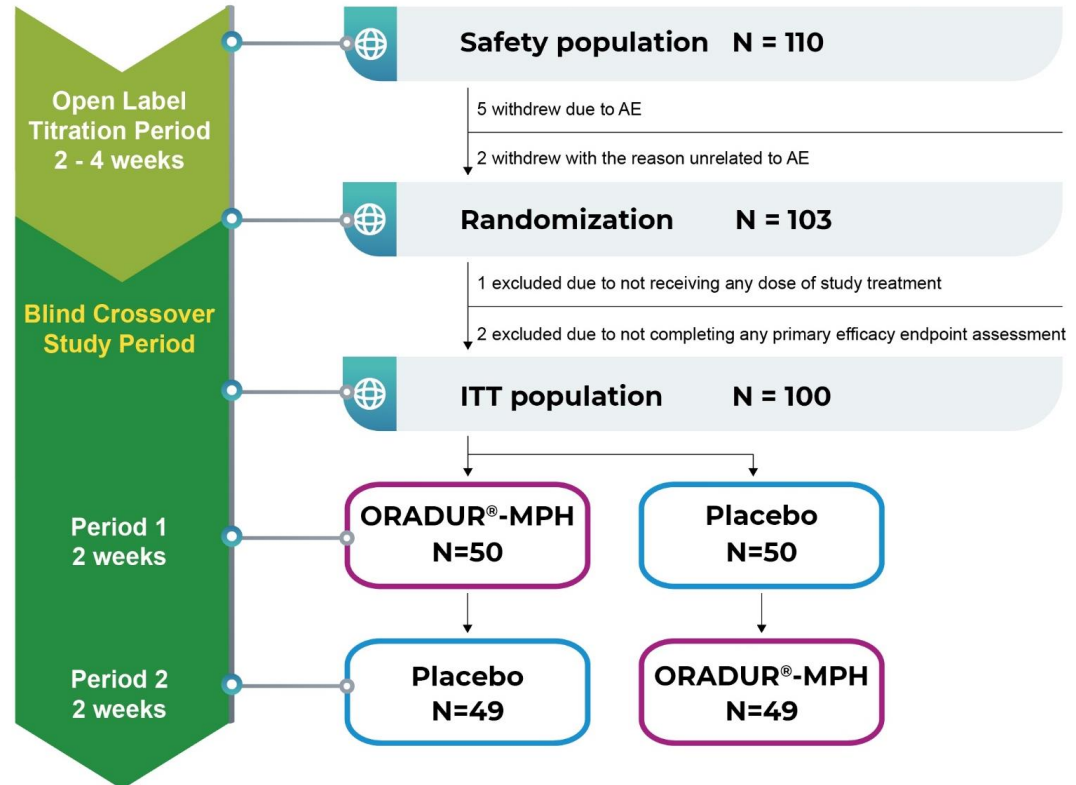 Open Label
Titration Period
2 - 4 weeks
Safety population N = 110
5 withdrew due to AE
2 withdrew with the reason unrelated to AE
Randomization N = 103
1 excluded due to not receiving any dose of study treatment
2 excluded due to not completing any primary efficacy endpoint assessment
Blind Crossover
Study Period
ITT population N = 100
Period 1
2 weeks
ORADUR®-MPH
N=50
Placebo
N=50
Period 2
2 weeks
Placebo
N=49
ORADUR®-MPH
N=49